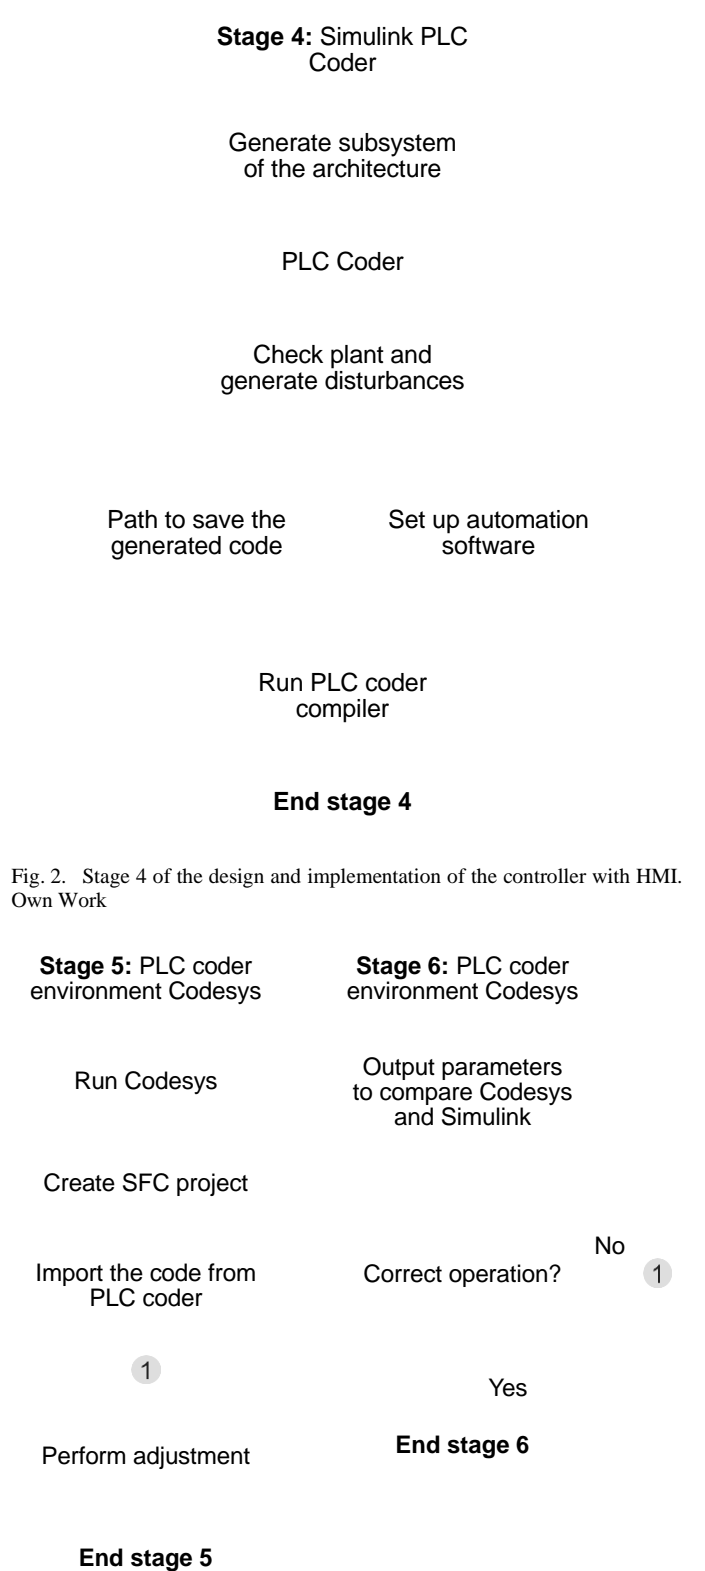 Stage 4: Simulink PLC
Coder
Generate subsystem
of the architecture
PLC Coder
Check plant and
generate disturbances
Path to save the
generated code
Set up automation
software
Run PLC coder
compiler
End stage 4
Fig. 2. Stage 4 of the design and implementation of the controller with HMI.
Own Work
Stage 5: PLC coder
environment Codesys
Run Codesys
Create SFC project
Import the code from
PLC coder
1
Perform adjustment
End stage 5
Stage 6: PLC coder
environment Codesys
Output parameters
to compare Codesys
and Simulink
Correct operation?
No
1
Yes
End stage 6